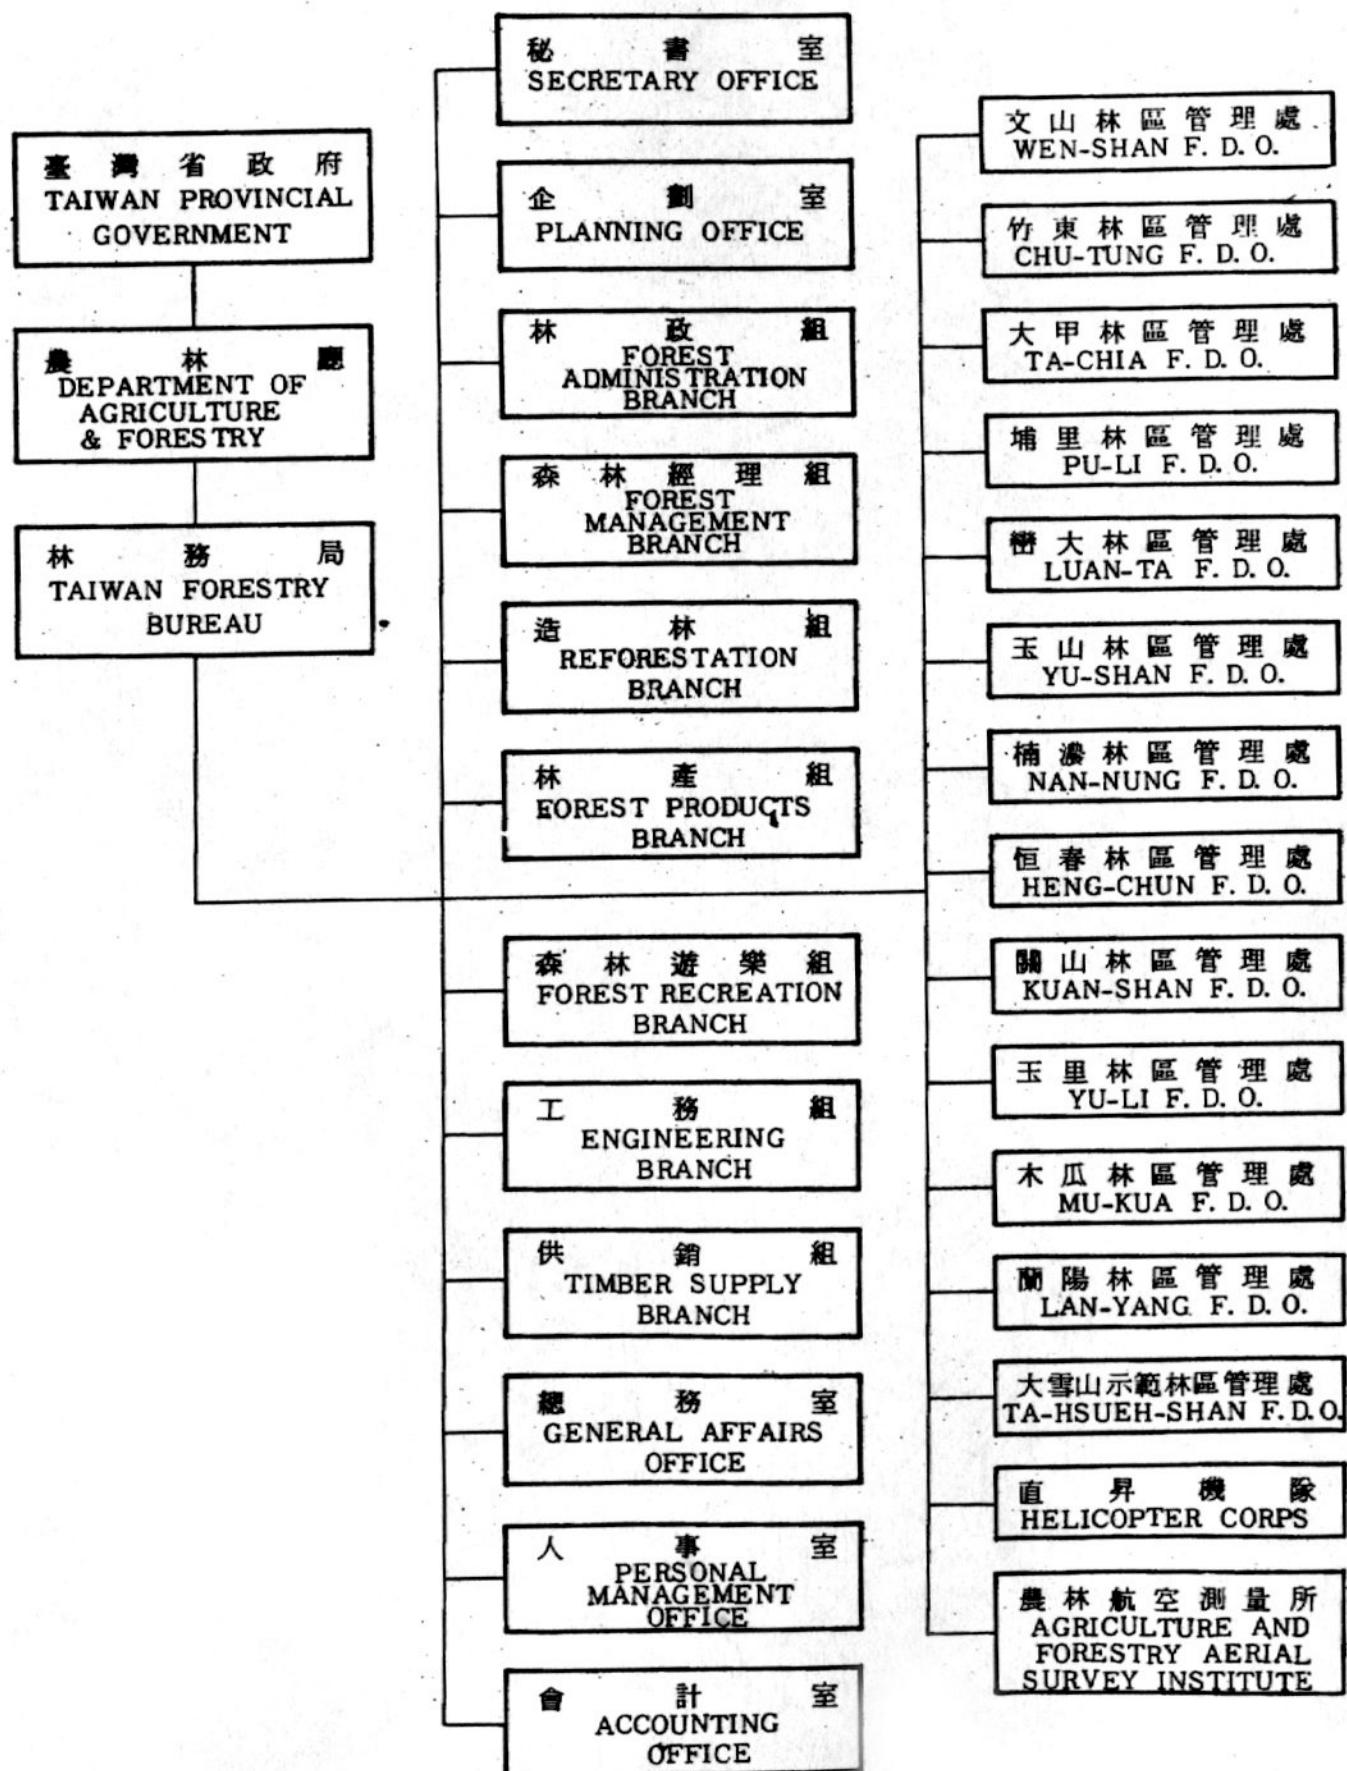 臺灣省政府
TAIWAN PROVINCIAL
GOVERNMENT
農林廳
DEPARTMENT OF
AGRICULTURE
& FORESTRY
林務局
TAIWAN FORESTRY
BUREAU
秘書室
SECRETARY OFFICE
企劃室
PLANNING OFFICE
林政組
FOREST
ADMINISTRATION
BRANCH
森林經理組
FOREST
MANAGEMENT
BRANCH
造林組
REFORESTATION
BRANCH
林產組
FOREST PRODUCTS
BRANCH
森林遊樂組
FOREST RECREATION
BRANCH
工務組
ENGINEERING
BRANCH
供銷組
TIMBER SUPPLY
BRANCH
總務室
GENERAL AFFAIRS
OFFICE
人事室
PERSONAL
MANAGEMENT
OFFICE
會計室
ACCOUNTING
OFFICE
文山林區管理處
WEN-SHAN F. D. O.
竹東林區管理處
CHU-TUNG F. D. O.
大甲林區管理處
TA-CHIA F. D. O.
埔里林區管理處
PU-LI F. D. O.
巒大林區管理處
LUAN-TA F. D. O.
玉山林區管理處
YU-SHAN F. D. O.
楠濃林區管理處
NAN-NUNG F. D. O.
恒春林區管理處
HENG-CHUN F. D. O.
關山林區管理處
KUAN-SHAN F. D. O.
玉里林區管理處
YU-LI F. D. O.
木瓜林區管理處
MU-KUA F. D. O.
蘭陽林區管理處
LAN-YANG F. D. O.
大雪山示範林區管理處
TA-HSUEH-SHAN F. D. O.
直昇機隊
HELICOPTER CORPS
農林航空測量所
AGRICULTURE AND
FORESTRY AERIAL
SURVEY INSTITUTE